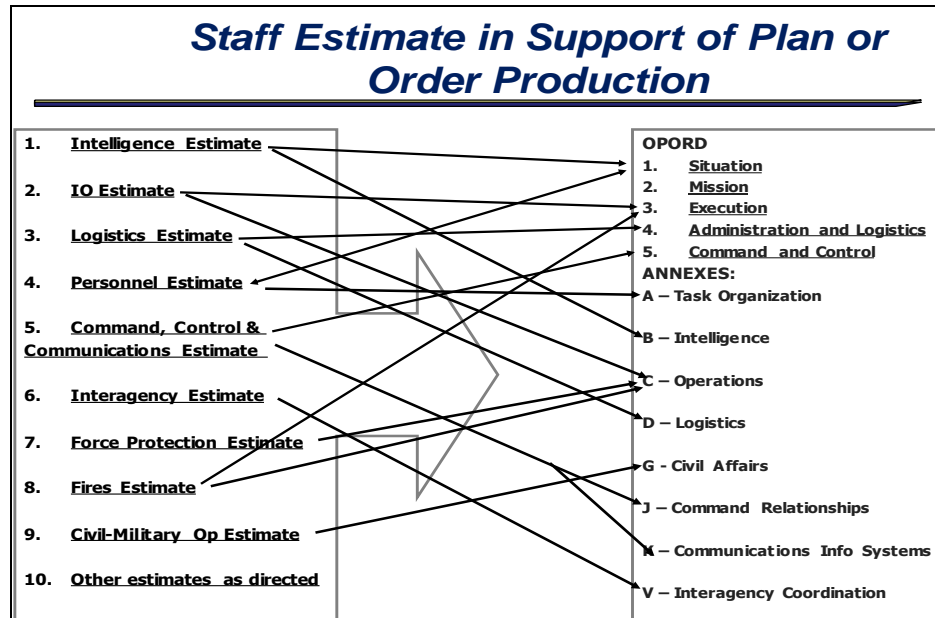 Staff Estimate in Support of Plan or
Order Production
1. Intelligence Estimate
2. IO Estimate
3. Logistics Estimate
4. Personnel Estimate
5. Command, Control &
Communications Estimate
6. Interagency Estimate
7. Force Protection Estimate
8. Fires Estimate
9. Civil-Military Op Estimate
10. Other estimates as directed
OPORD
1. Situation
2. Mission
3. Execution
4. Administration and Logistics
5. Command and Control
ANNEXES:
A – Task Organization
B – Intelligence
C – Operations
D – Logistics
G - Civil Affairs
J – Command Relationships
K – Communications Info Systems
V – Interagency Coordination